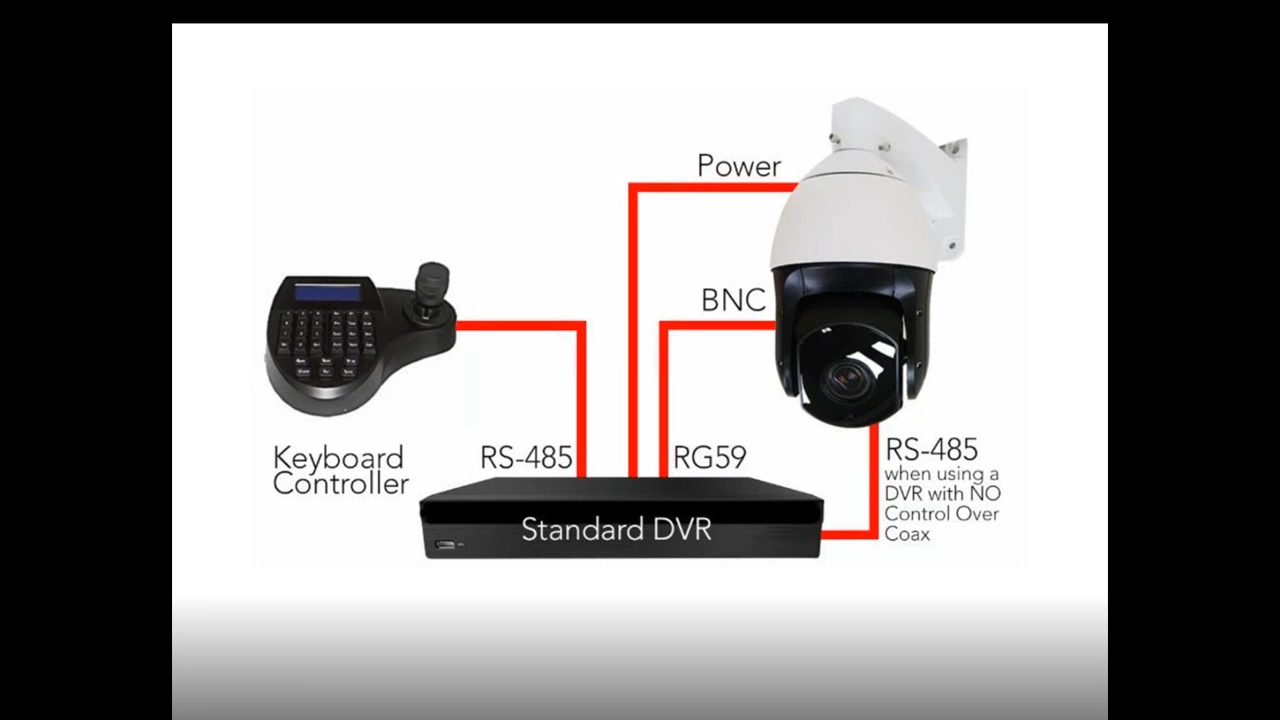 Power
BNC
Keyboard
Controller
RS-485
RG59
RS-485
when using a
DVR with NO
Control Over
Coax
Standard DVR